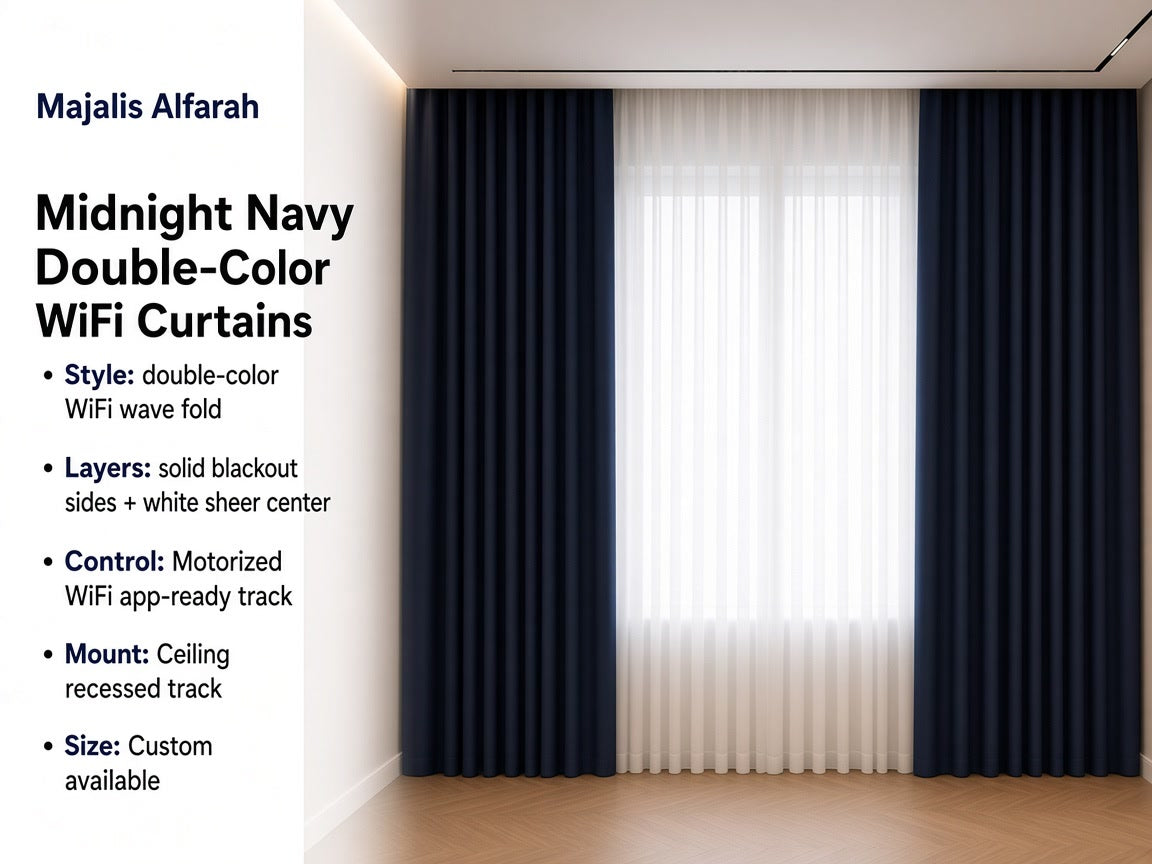 Majalis Alfarah
Midnight Navy
Double-Color
WiFi Curtains
• Style: double-color
WiFi wave fold
• Layers: solid blackout
sides + white sheer center
• Control: Motorized
WiFi app-ready track
• Mount: Ceiling
recessed track
• Size: Custom
available